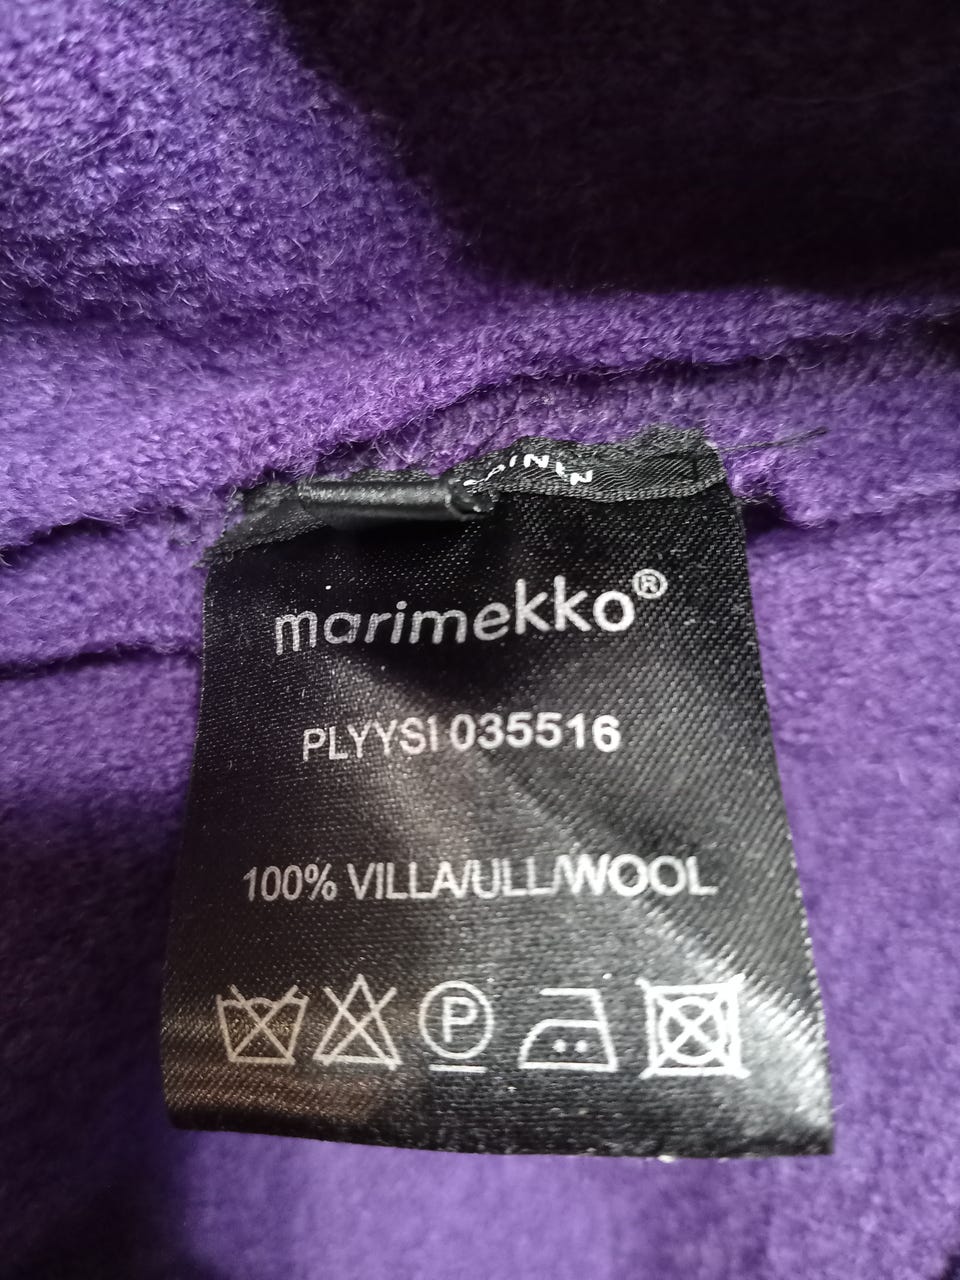 marimekko®
PLYYSI 035516
100% VILLA/ULL/WOOL
P